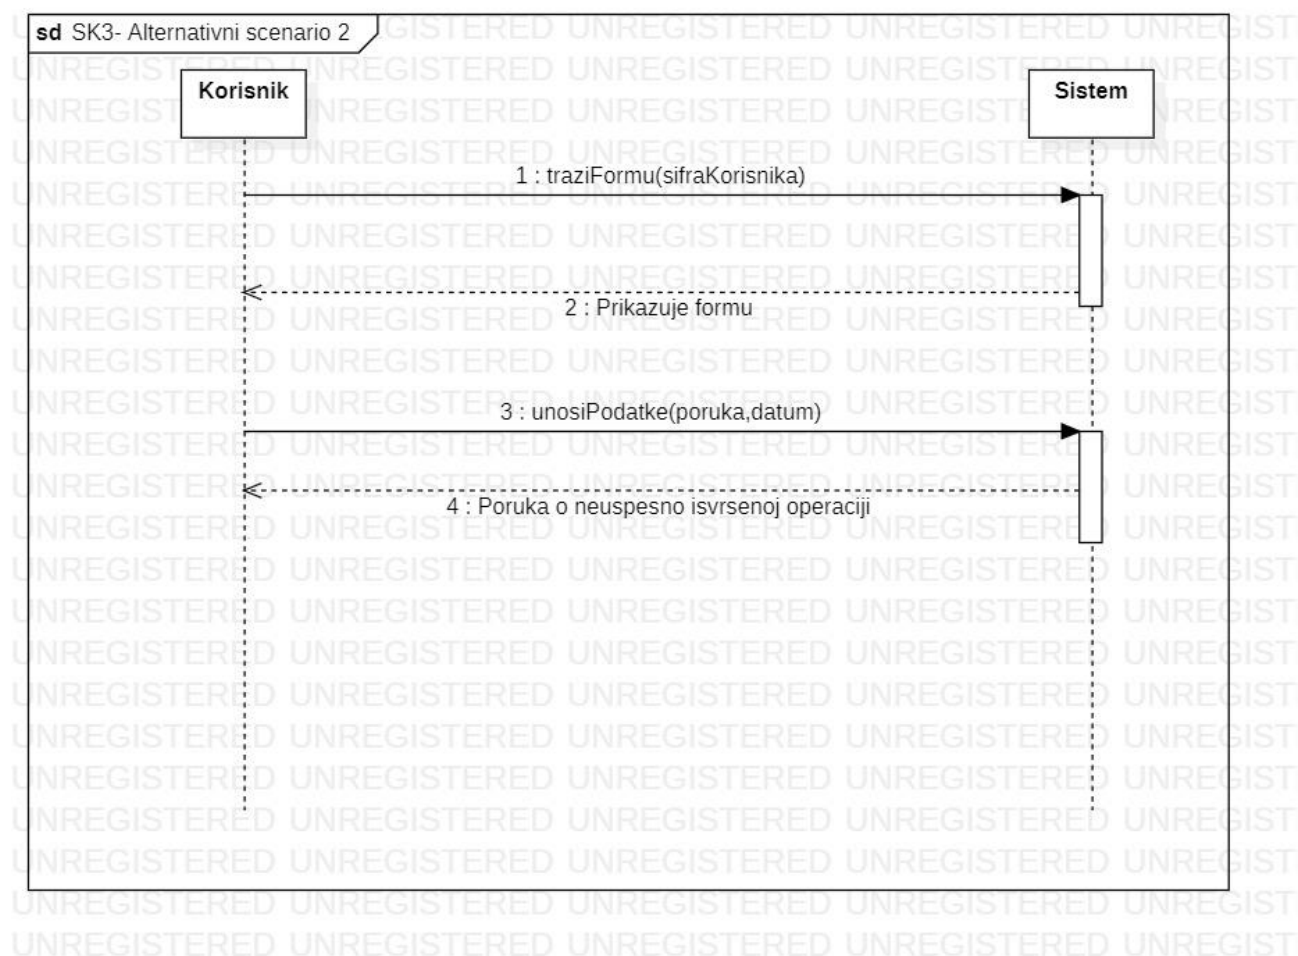 sd SK3- Alternativni scenario 2
Korisnik
Sistem
1 : traziFormu(sifraKorisnika)
2 : Prikazuje formu
3 : unosiPodatke(poruka,datum)
4 : Poruka o neuspesno isvrsenoj operaciji
UNREGISTERED